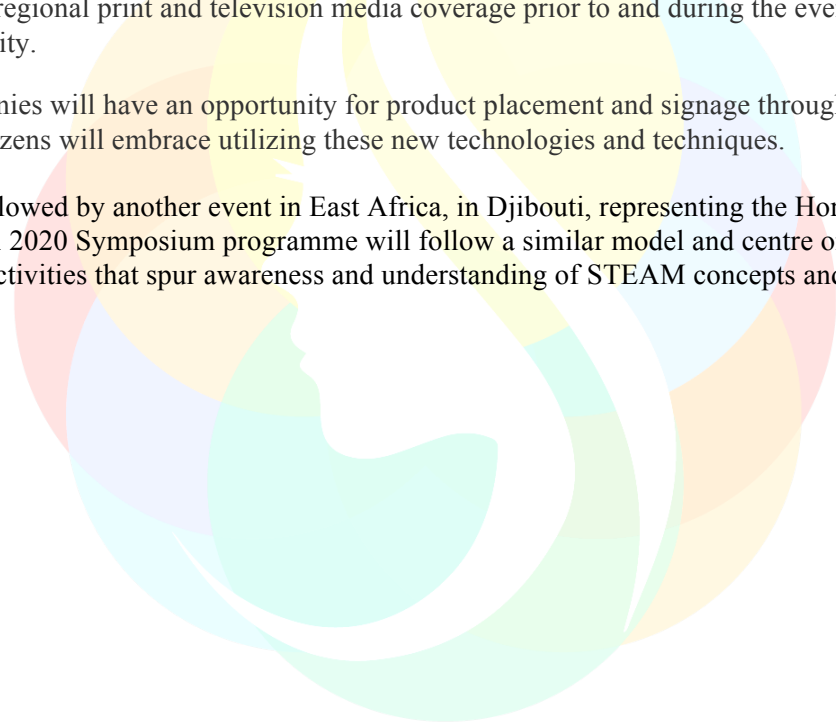 regional print and television media coverage prior to and during the eve
ity.
nies will have an opportunity for product placement and signage throug
zens will embrace utilizing these new technologies and techniques.
lowed by another event in East Africa, in Djibouti, representing the Ho
2020 Symposium programme will follow a similar model and centre o
ctivities that spur awareness and understanding of STEAM concepts and